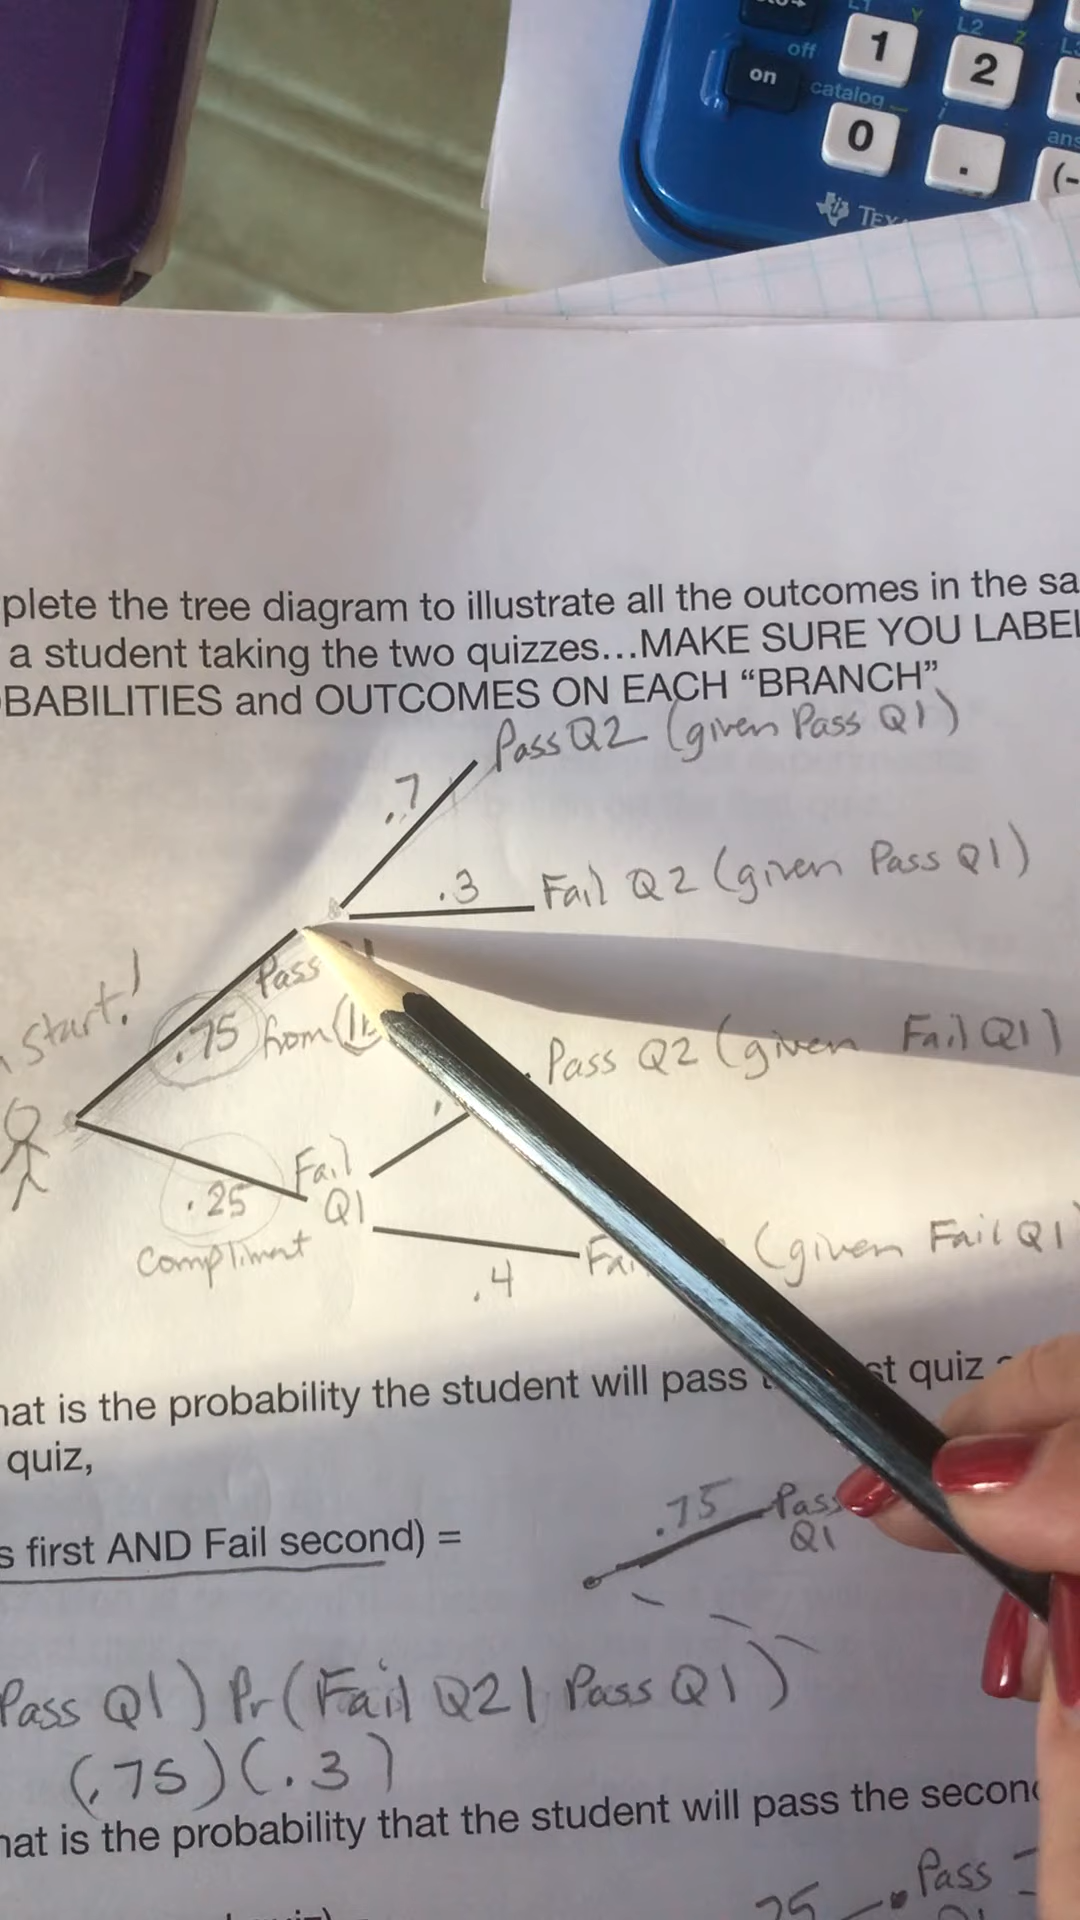 off
on
catalog
L1 Y
L2 Z
1
2
0
.
i
ans
(-
plete the tree diagram to illustrate all the outcomes in the sa
a student taking the two quizzes...MAKE SURE YOU LABEL
BABILITIES and OUTCOMES ON EACH “BRANCH”
Pass Q2 (given Pass Q1)
.7
.3 Fail Q2 (given Pass Q1)
Pass
start!
.75 from
Pass Q2 (given Fail Q1)
Fail
Q1
.25
Compliment
(given Fail Q1
.4
is the probability the student will pass
quiz
quiz,
.75 Pass
Q1
s first AND Fail second) =
Pass Q1) Pr(Fail Q2 | Pass Q1)
(.75)(.3)
is the probability that the student will pass the secon
Pass